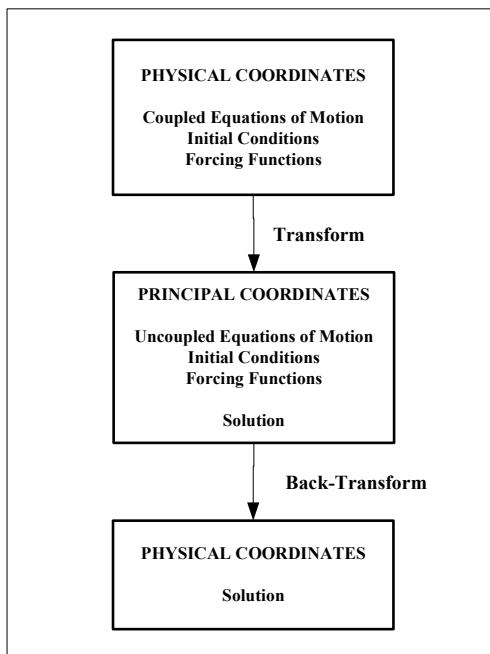 PHYSICAL COORDINATES
Coupled Equations of Motion
Initial Conditions
Forcing Functions
Transform
PRINCIPAL COORDINATES
Uncoupled Equations of Motion
Initial Conditions
Forcing Functions
Solution
Back-Transform
PHYSICAL COORDINATES
Solution